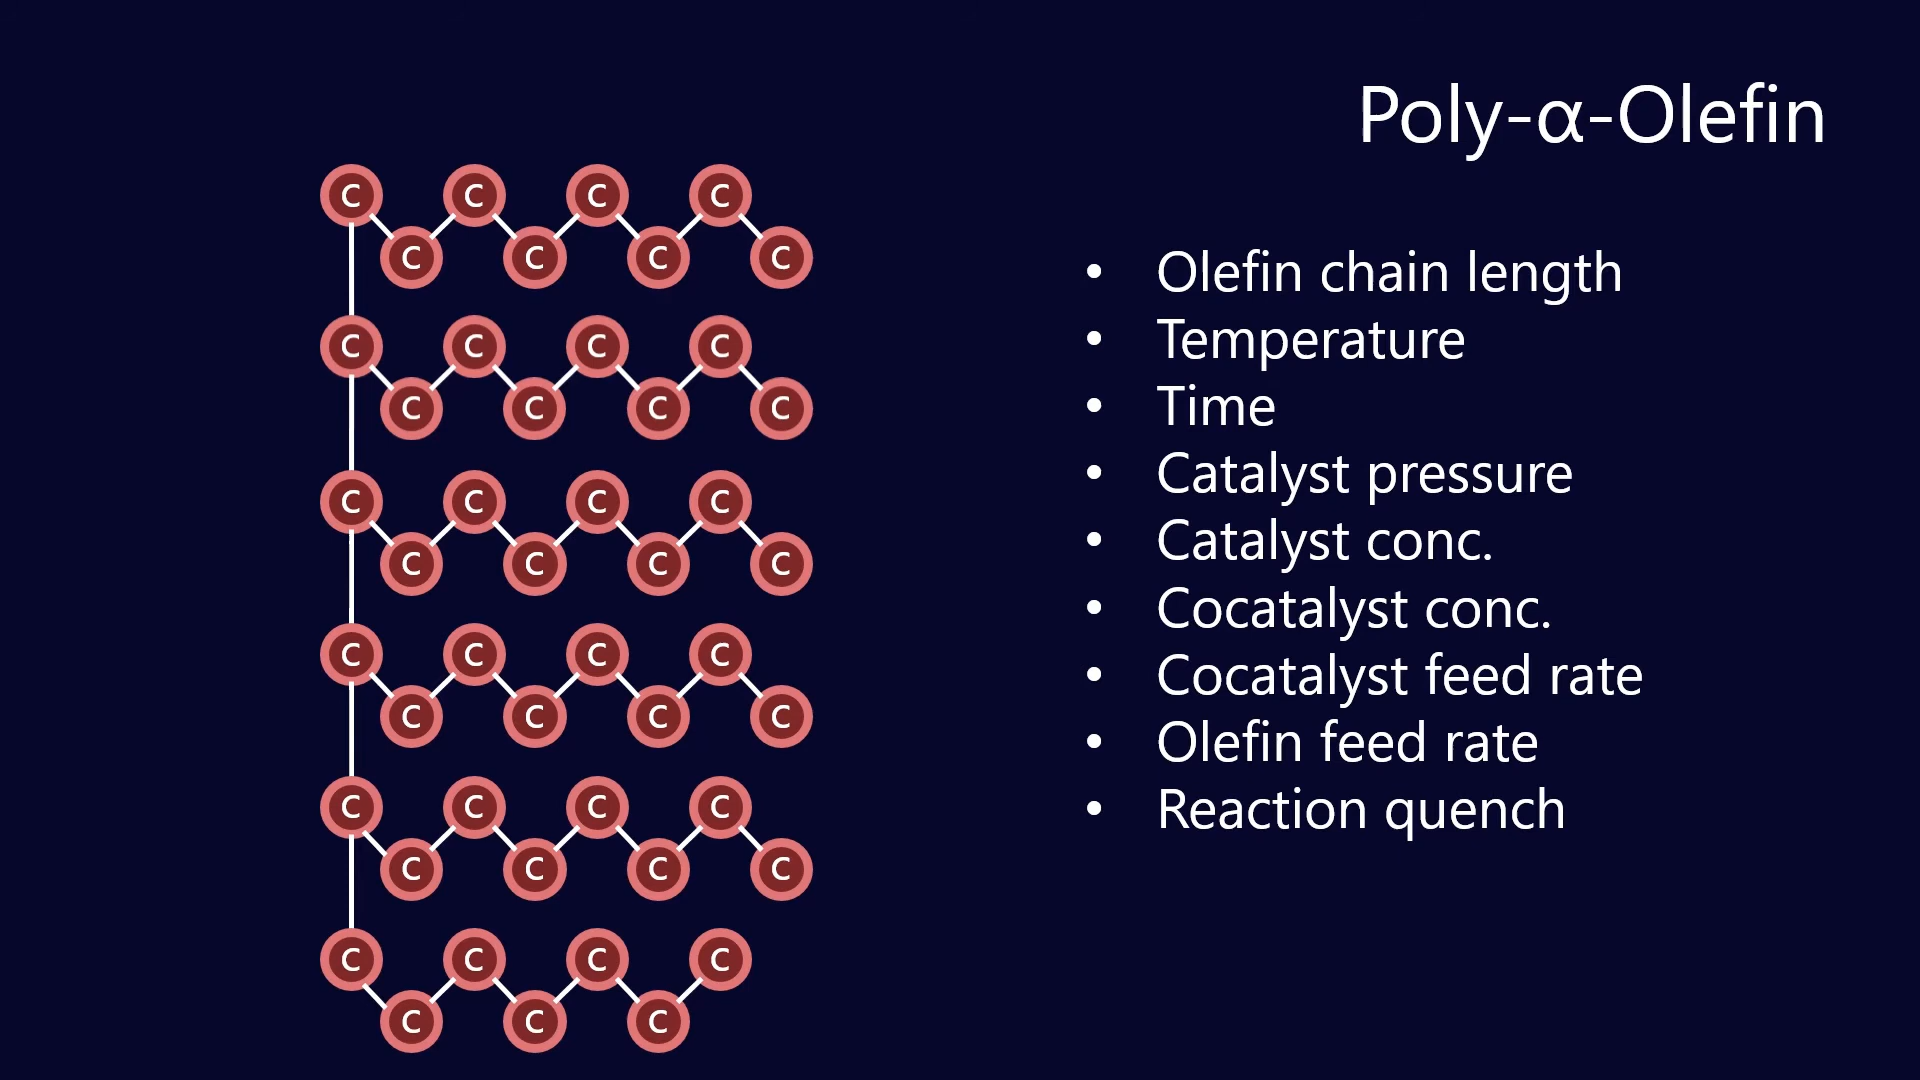 Poly-α-Olefin
C C C C
C C C C
C C C C
C C C C
C C C C
C C C C
C C C C
C C C C
C C C C
C C C C
C C C C
C C C
• Olefin chain length
• Temperature
• Time
• Catalyst pressure
• Catalyst conc.
• Cocatalyst conc.
• Cocatalyst feed rate
• Olefin feed rate
• Reaction quench